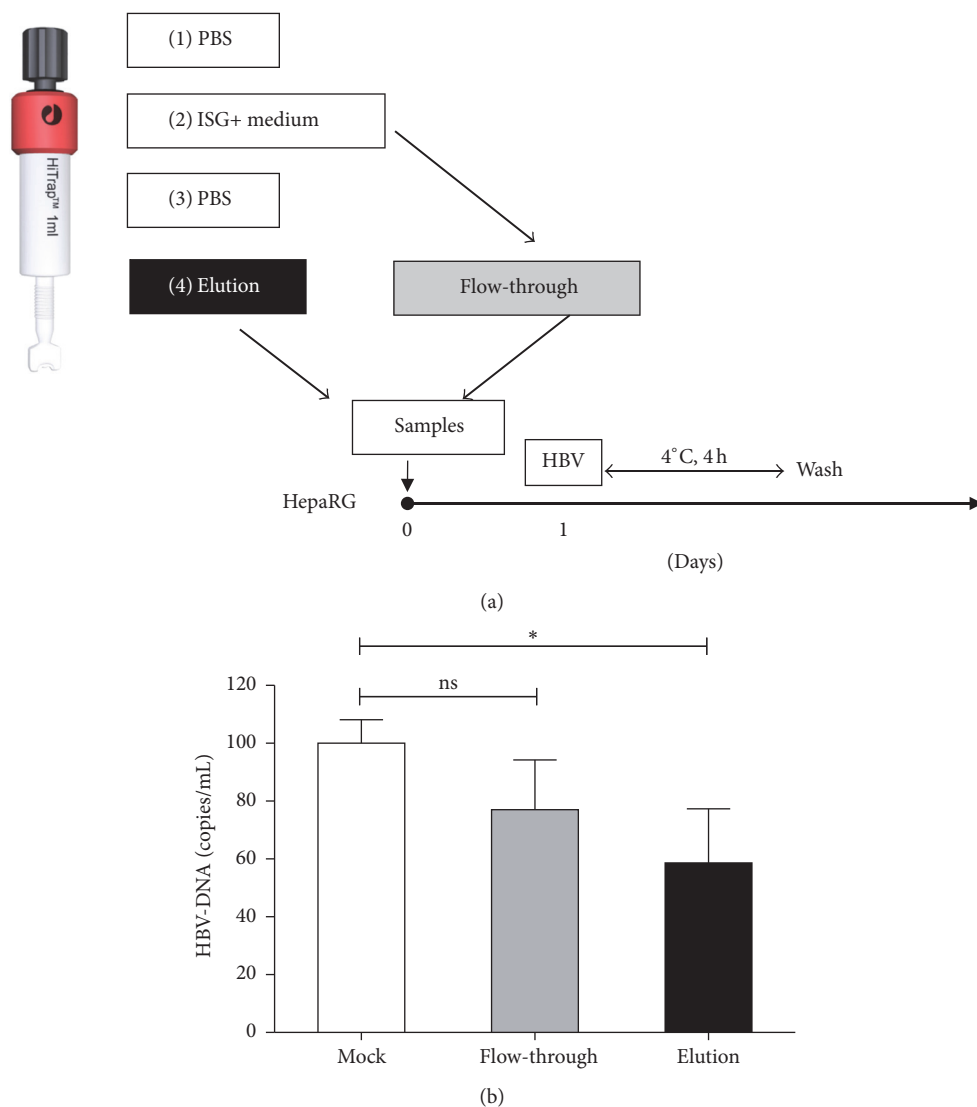 (1) PBS
(2) ISG+ medium
HiTrap™ 1ml
(3) PBS
(4) Elution
Flow-through
Samples
HBV
4°C, 4 h
Wash
HepaRG
0
1
(Days)
(a)
*
ns
HBV-DNA (copies/mL)
120
100
80
60
40
20
0
Mock
Flow-through
Elution
(b)